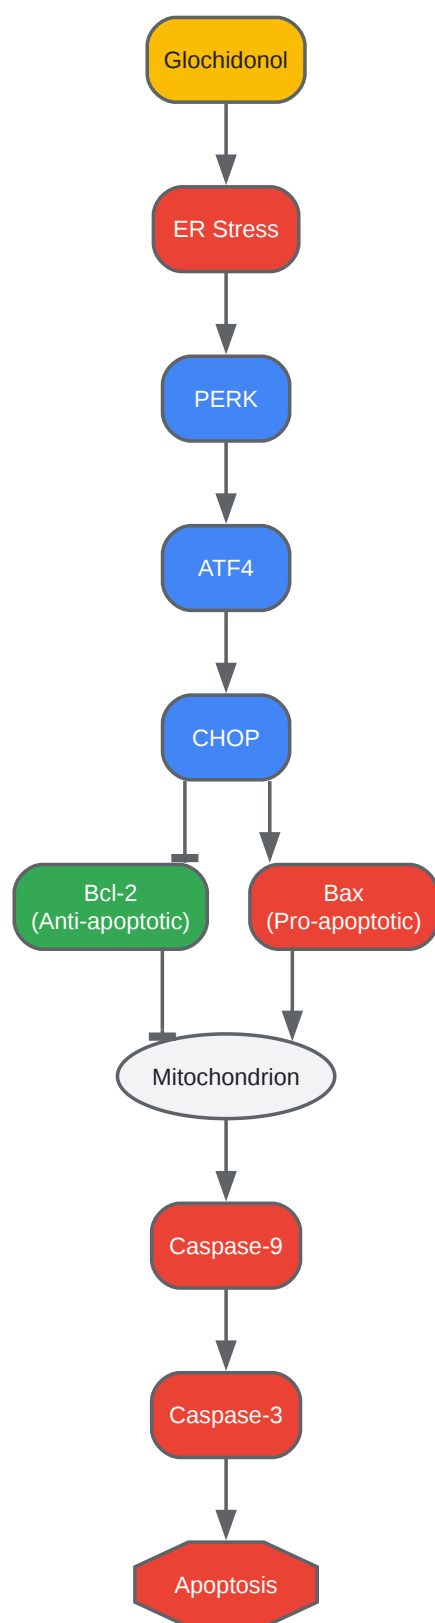 Glochidonol
ER Stress
PERK
ATF4
CHOP
Bcl-2
(Anti-apoptotic)
Bax
(Pro-apoptotic)
Mitochondrion
Caspase-9
Caspase-3
Apoptosis